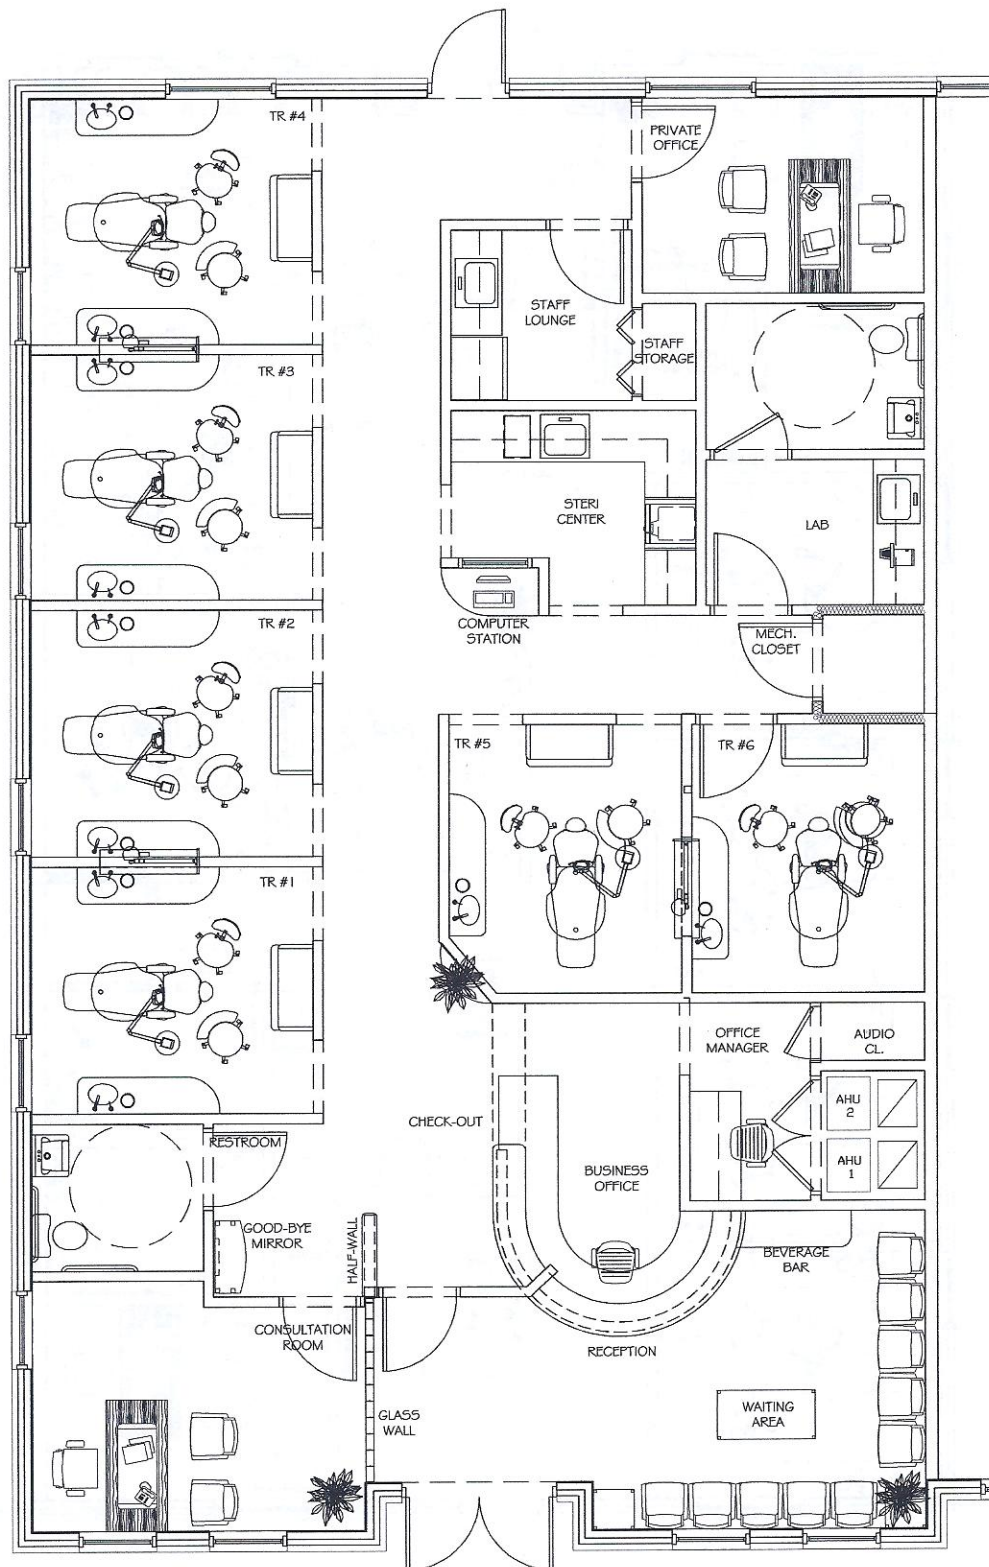 TR #4
PRIVATE
OFFICE
STAFF
LOUNGE
STAFF
STORAGE
TR #3
STERI
CENTER
LAB
COMPUTER
STATION
MECH.
CLOSET
TR #2
TR #5
TR #6
TR #1
OFFICE
MANAGER
AUDIO
CL.
AHU
2
CHECK-OUT
RESTROOM
BUSINESS
OFFICE
AHU
1
GOOD-BYE
MIRROR
HALF-WALL
BEVERAGE
BAR
CONSULTATION
ROOM
RECEPTION
GLASS
WALL
WAITING
AREA